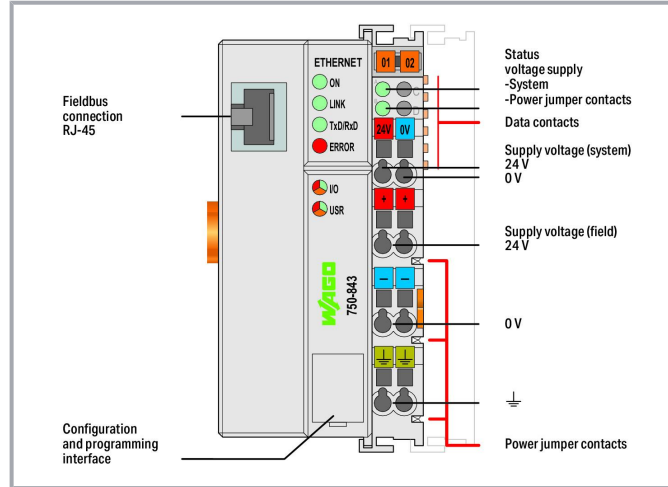 Fieldbus
connection
RJ-45
Configuration
and programming
interface
ETHERNET
ON
LINK
TxD/RxD
ERROR
I/O
USR
WAGO
750-843
01 02
24V 0V
+ +
— —
Status
voltage supply
-System
-Power jumper contacts
Data contacts
Supply voltage (system)
24 V
0 V
Supply voltage (field)
24 V
0 V
Power jumper contacts